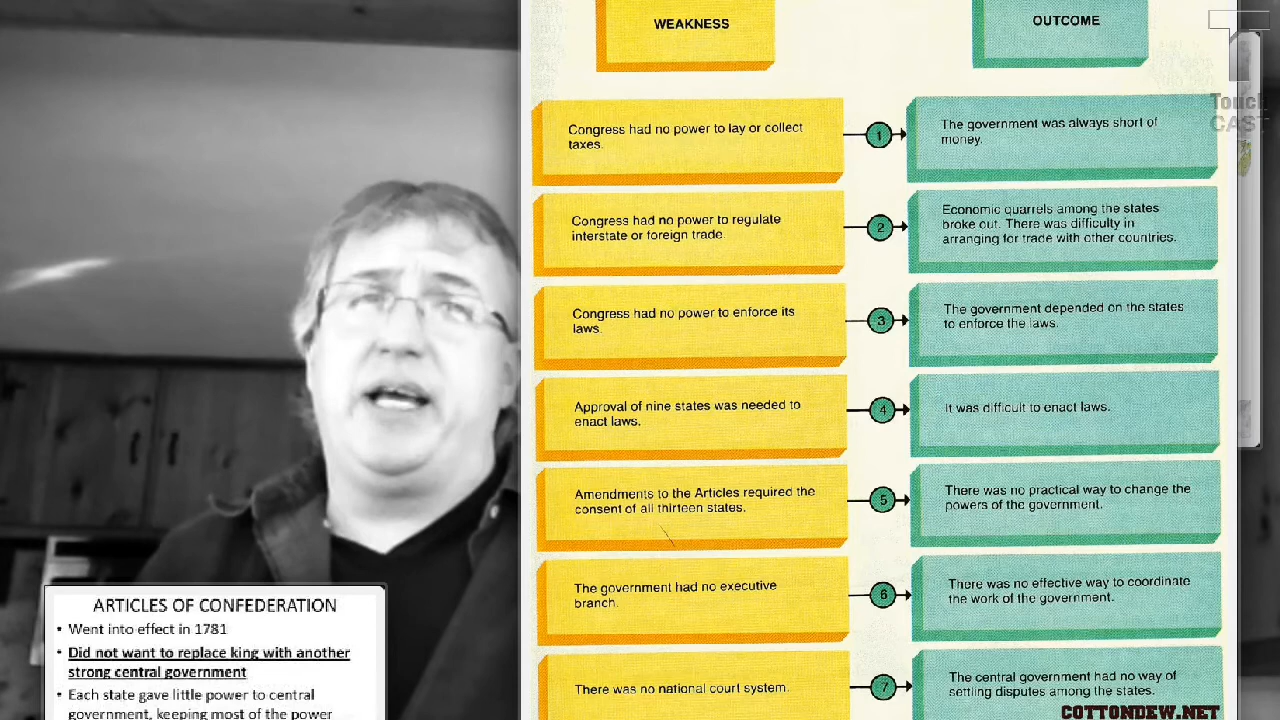 WEAKNESS
OUTCOME
Congress had no power to lay or collect
taxes.
1
The government was always short of
money.
Congress had no power to regulate
interstate or foreign trade.
2
Economic quarrels among the states
broke out. There was difficulty in
arranging for trade with other countries.
Congress had no power to enforce its
laws.
3
The government depended on the states
to enforce the laws.
Approval of nine states was needed to
enact laws.
4
It was difficult to enact laws.
Amendments to the Articles required the
consent of all thirteen states.
5
There was no practical way to change the
powers of the government.
The government had no executive
branch.
6
There was no effective way to coordinate
the work of the government.
There was no national court system.
7
The central government had no way of
settling disputes among the states.
COTTONDEW.NET
ARTICLES OF CONFEDERATION
• Went into effect in 1781
• Did not want to replace king with another
strong central government
• Each state gave little power to central
government, keeping most of the power
Touch
CAST